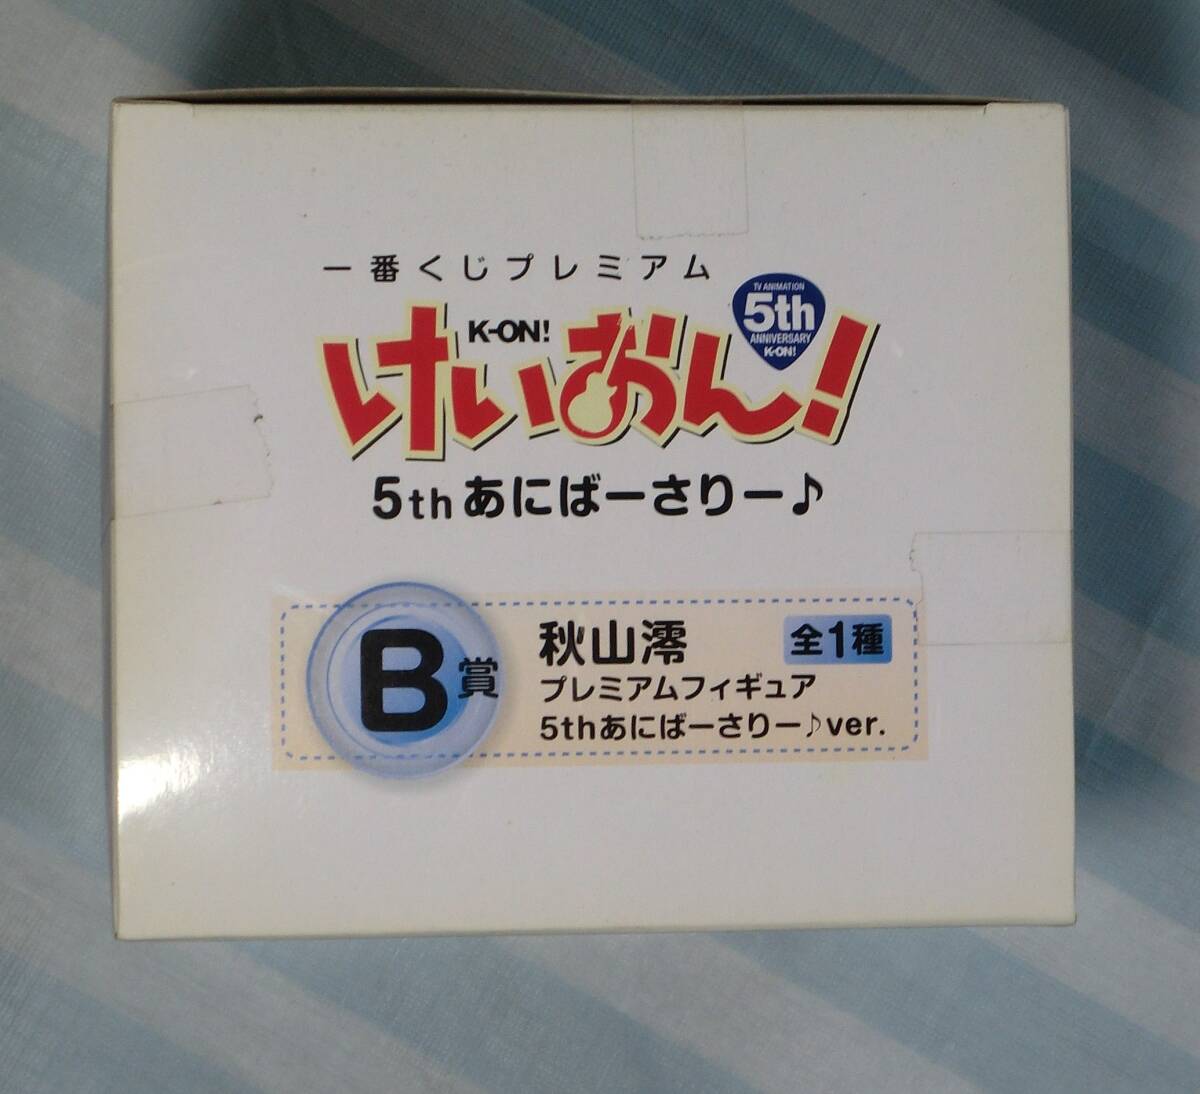 一番くじプレミアム
TV ANIMATION
5th
ANNIVERSARY
K-ON!
K-ON!
けいおん!
5thあにばーさりー♪
B賞
秋山澪
全1種
プレミアムフィギュア
5thあにばーさりー♪ver.